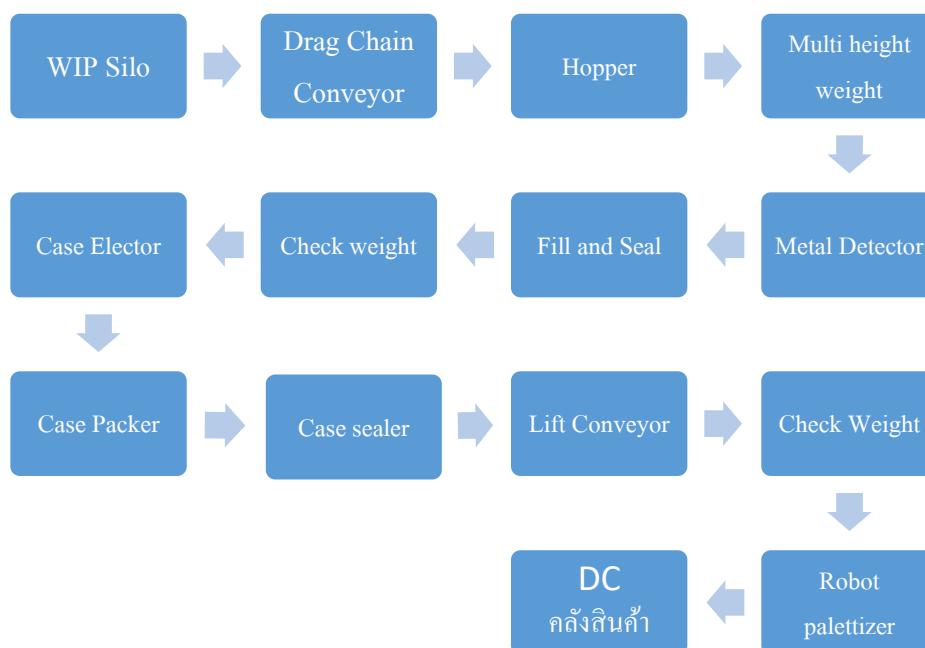 WIP Silo
Drag Chain
Conveyor
Hopper
Multi height
weight
Case Elector
Check weight
Fill and Seal
Metal Detector
Case Packer
Case sealer
Lift Conveyor
Check Weight
DC
คลังสินค้า
Robot
palettizer